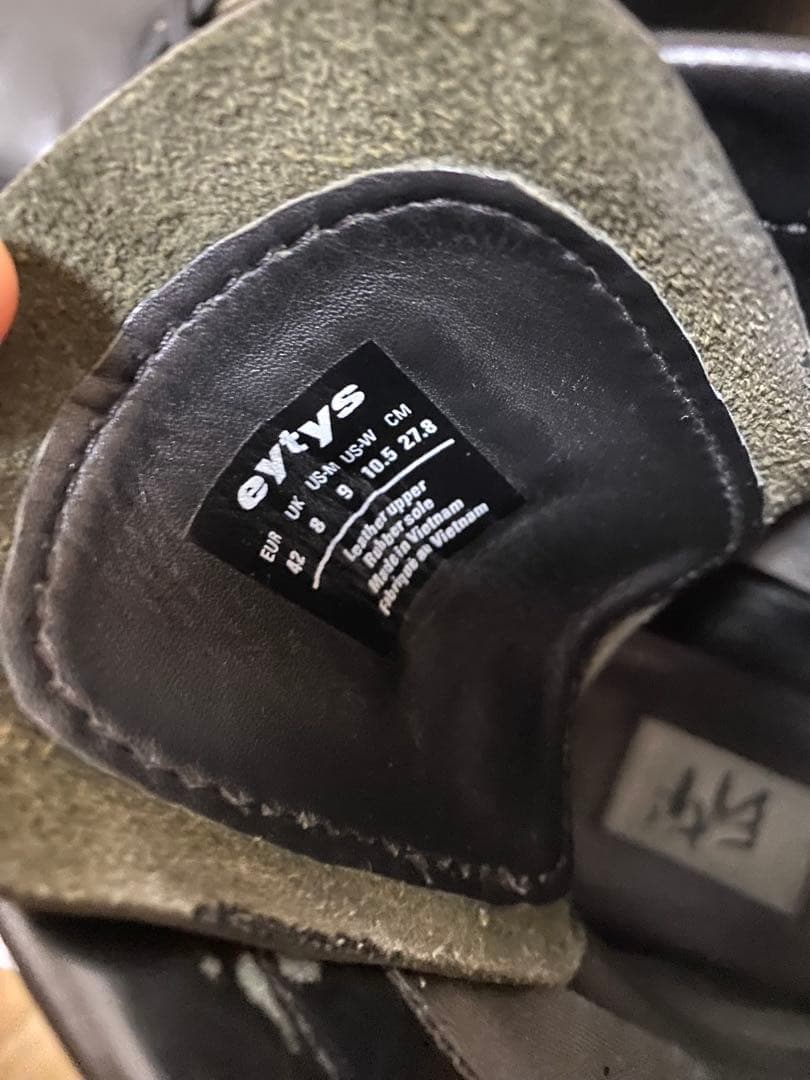 eytys
EUR UK US-M US-W CM
42 8 9 10.5 27.8
Leather upper
Rubber sole
Made in Vietnam
Fabriqué au Vietnam